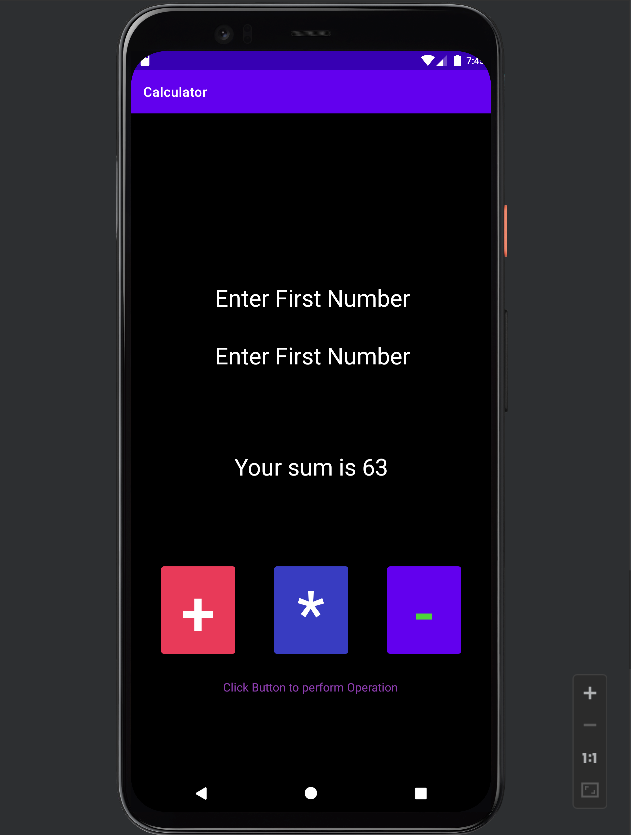 7:4
Calculator
Enter First Number
Enter First Number
Your sum is 63
+ * -
Click Button to perform Operation
+
-
1:1